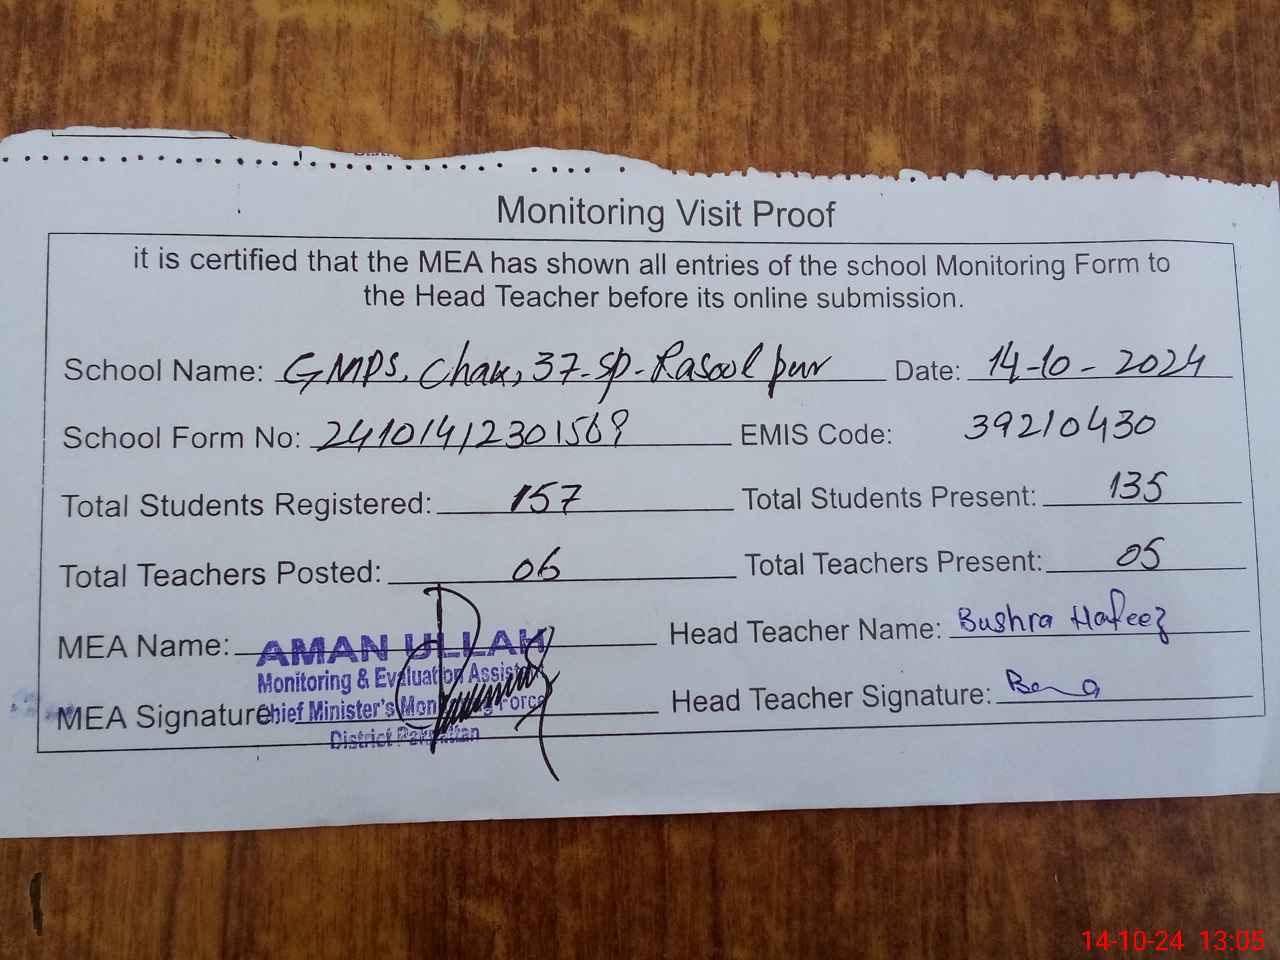 Monitoring Visit Proof
it is certified that the MEA has shown all entries of the school Monitoring Form to
the Head Teacher before its online submission.
School Name: GMPS, Chak, 37-SP-Rasool pur Date: 14-10-2024
School Form No: 24101412301569 EMIS Code: 39210430
Total Students Registered: 157 Total Students Present: 135
Total Teachers Posted: 06 Total Teachers Present: 05
MEA Name: AMAN ULLAH Head Teacher Name: Bushra Hafeez
Monitoring & Evaluation Assistant
MEA Signature: Chief Minister's Monitoring Force Head Teacher Signature:
District Pakpattan
14-10-24 13:05